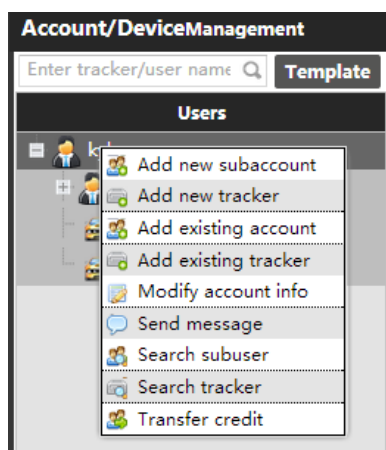 Account/DeviceManagement
Enter tracker/user name
Template
Users
Add new subaccount
Add new tracker
Add existing account
Add existing tracker
Modify account info
Send message
Search subuser
Search tracker
Transfer credit